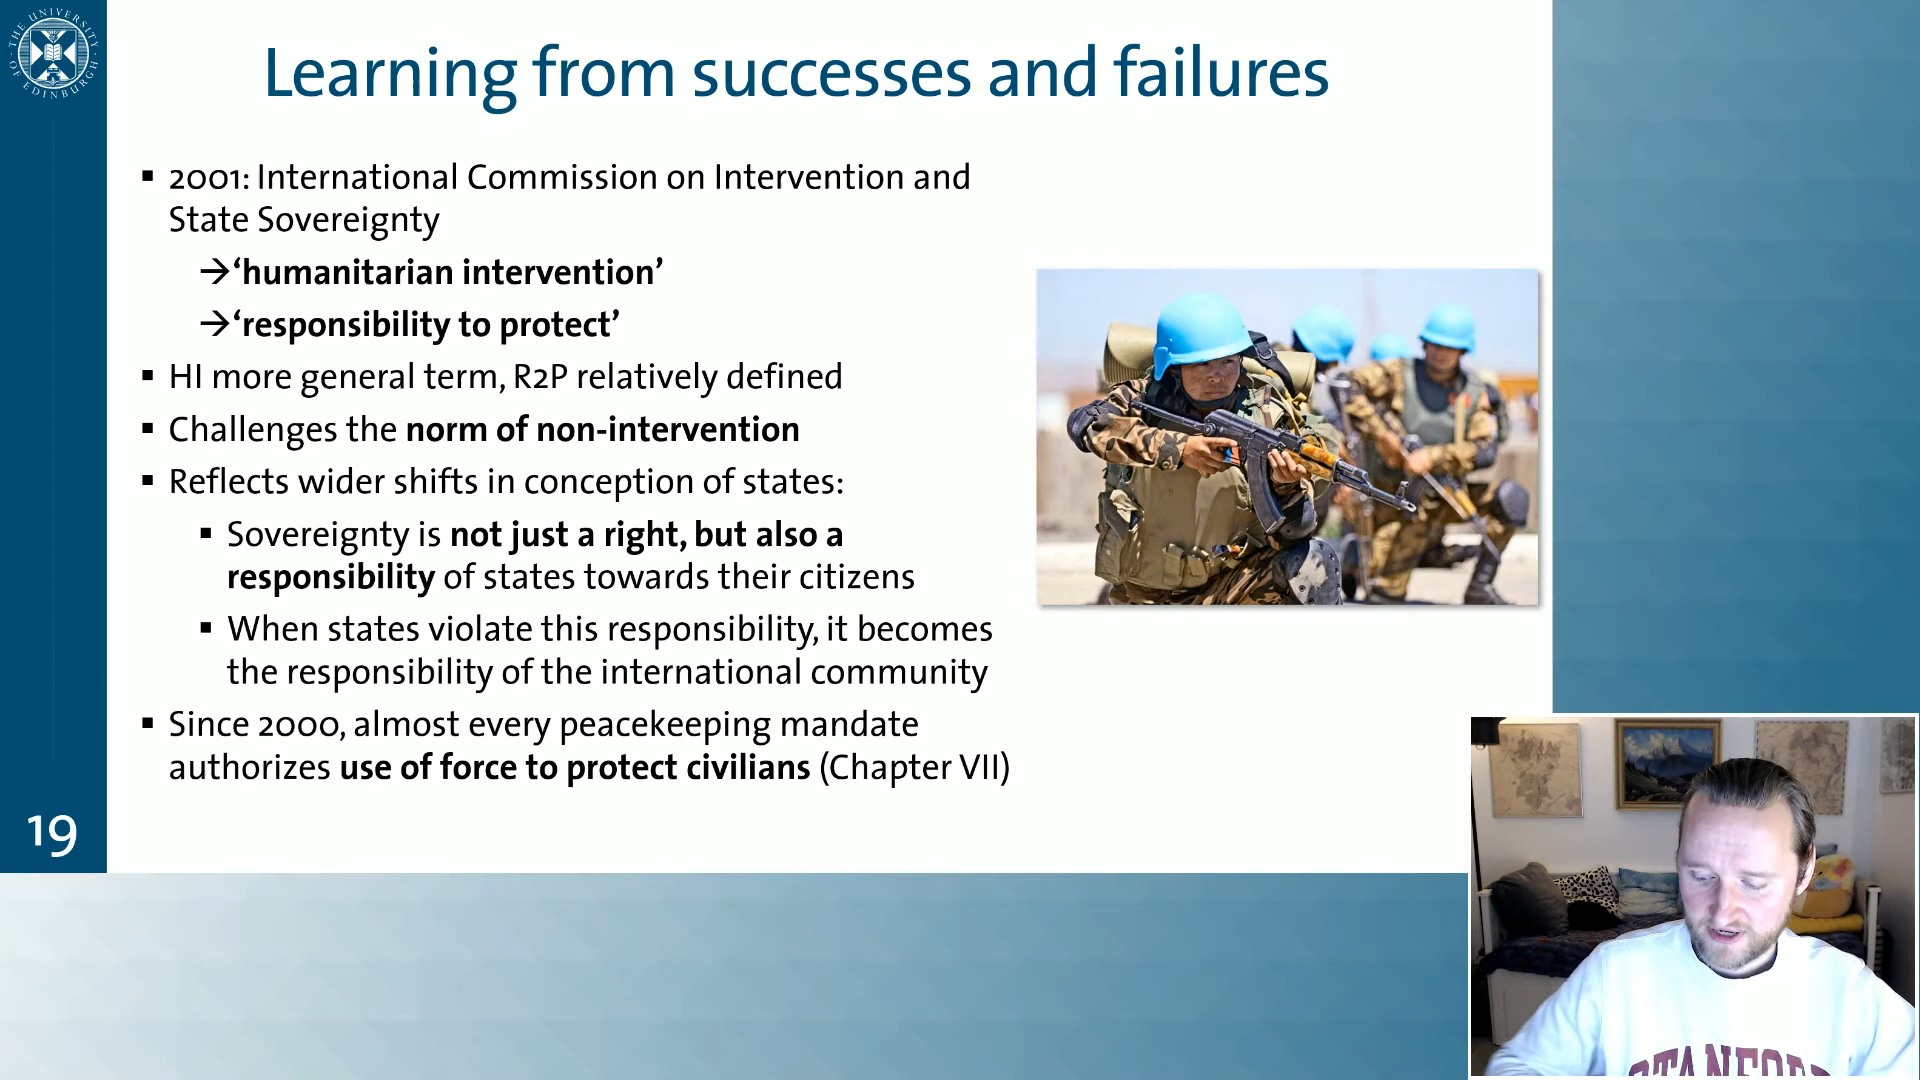 THE UNIVERSITY OF EDINBURGH
Learning from successes and failures
▪ 2001: International Commission on Intervention and
State Sovereignty
→‘humanitarian intervention’
→‘responsibility to protect’
▪ HI more general term, R2P relatively defined
▪ Challenges the norm of non-intervention
▪ Reflects wider shifts in conception of states:
▪ Sovereignty is not just a right, but also a
responsibility of states towards their citizens
▪ When states violate this responsibility, it becomes
the responsibility of the international community
▪ Since 2000, almost every peacekeeping mandate
authorizes use of force to protect civilians (Chapter VII)
19
STANFORD